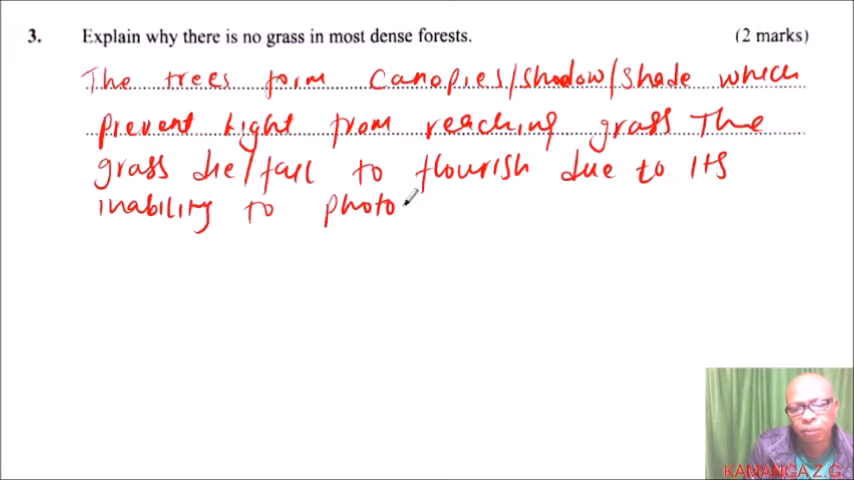 3. Explain why there is no grass in most dense forests. (2 marks)
The trees form canopies/shadow/shade which
prevent light from reaching grass The
grass die/fail to flourish due to its
inability to photo
KAMANGA Z.G